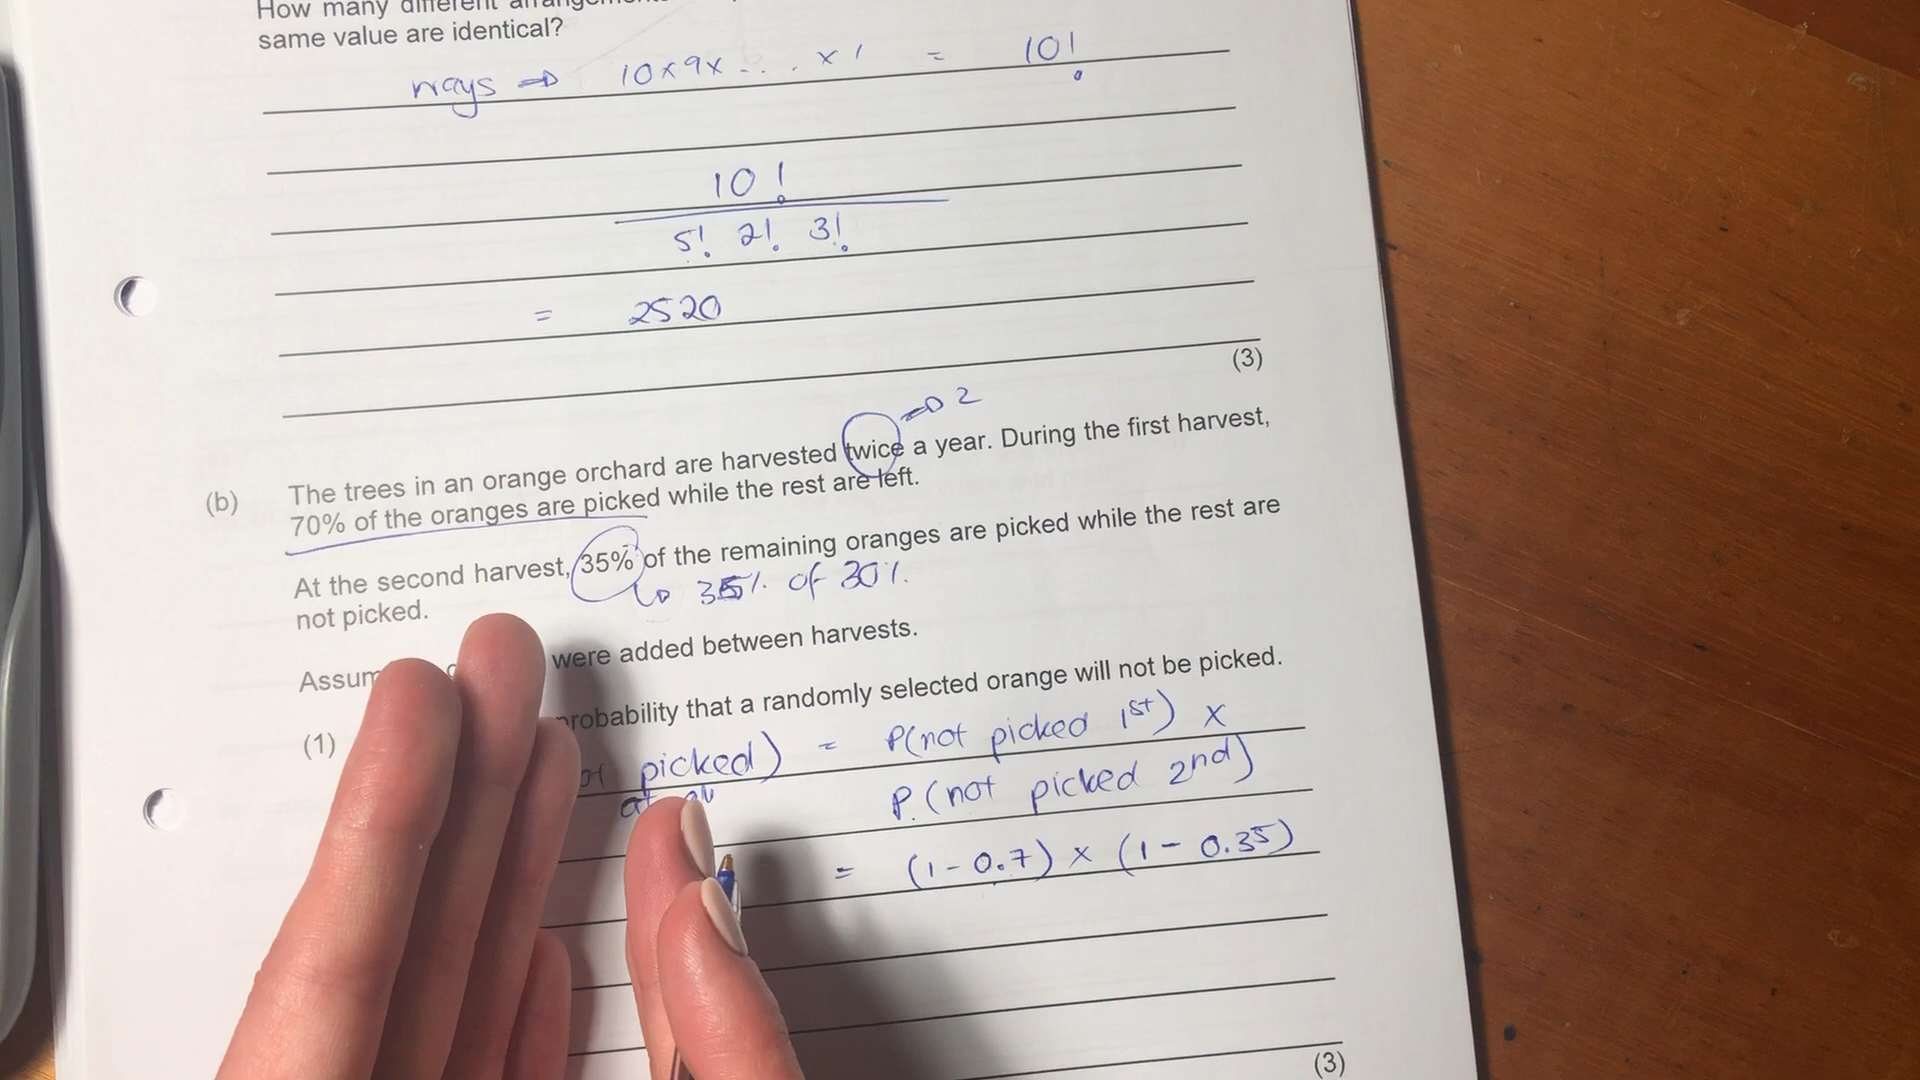 How many different
same value are identical?
ways ⇒ 10×9×... ×1 = 10!
10!
5! 2! 3!
= 2520
(3)
⇒ 2
(b) The trees in an orange orchard are harvested twice a year. During the first harvest,
70% of the oranges are picked while the rest are left.
At the second harvest, 35% of the remaining oranges are picked while the rest are
↳ 35% of 30%.
not picked.
were added between harvests.
(1) probability that a randomly selected orange will not be picked.
picked) = P(not picked 1st) ×
at all P.(not picked 2nd)
= (1-0.7) × (1-0.35)
(3)